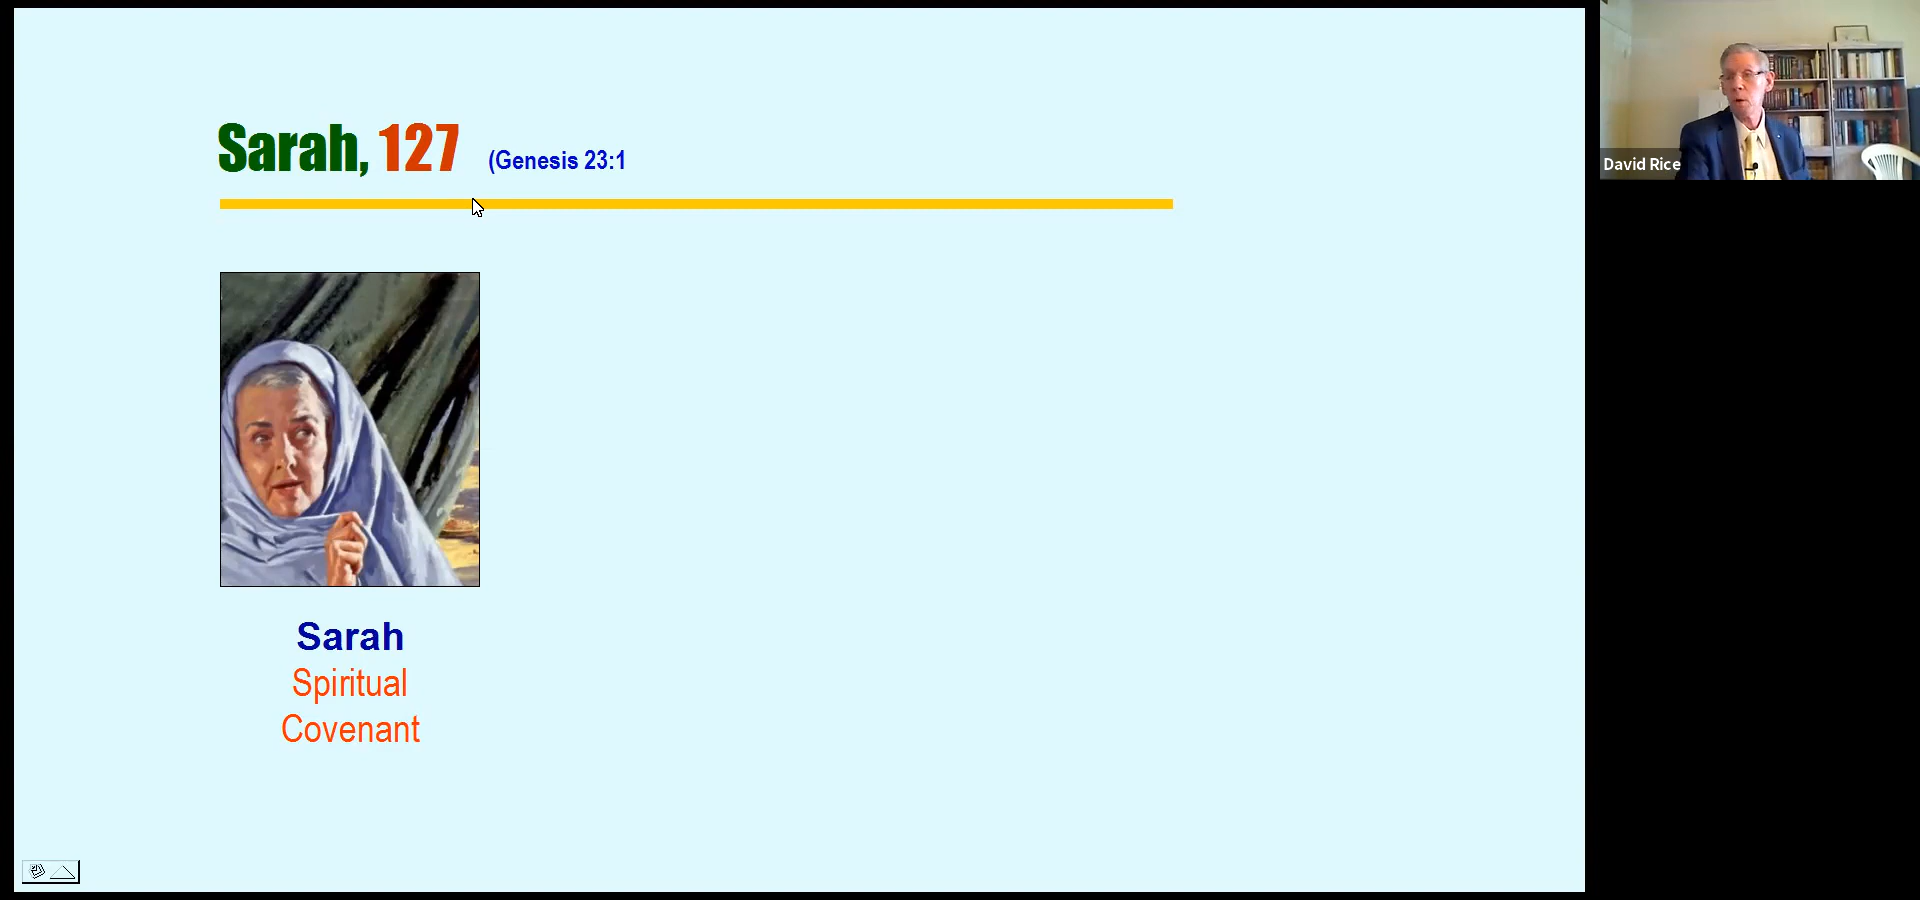 Sarah, 127 (Genesis 23:1
Sarah
Spiritual
Covenant
David Rice